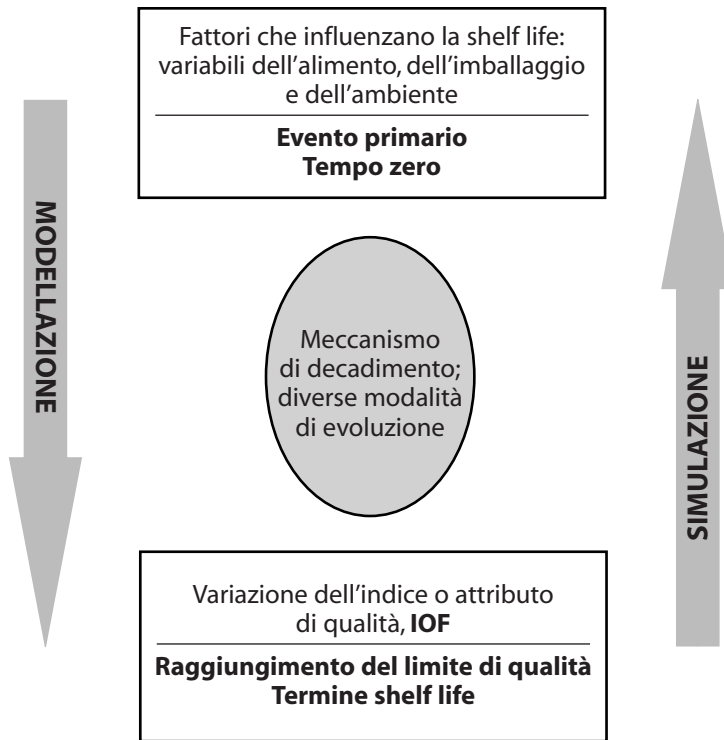 Fattori che influenzano la shelf life:
variabili dell'alimento, dell'imballaggio
e dell'ambiente
Evento primario
Tempo zero
MODELLAZIONE
Meccanismo
di decadimento;
diverse modalità
di evoluzione
SIMULAZIONE
Variazione dell'indice o attributo
di qualità, IOF
Raggiungimento del limite di qualità
Termine shelf life